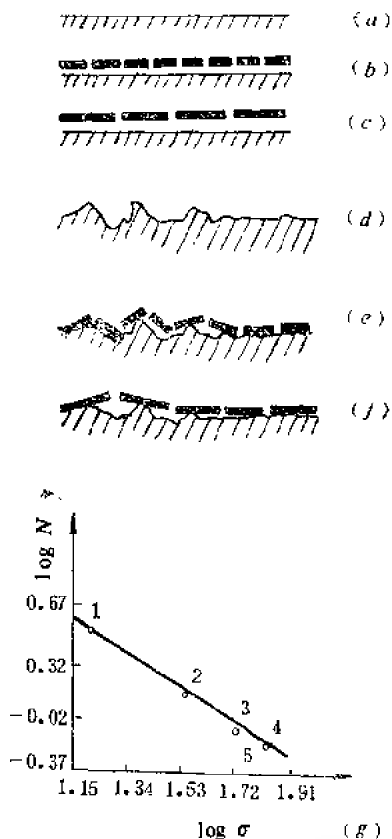 (a)
(b)
(c)
(d)
(e)
(f)
log N
0.67
0.32
-0.02
-0.37
1 2 3 4 5
1.15 1.34 1.53 1.72 1.91
log σ
(g)